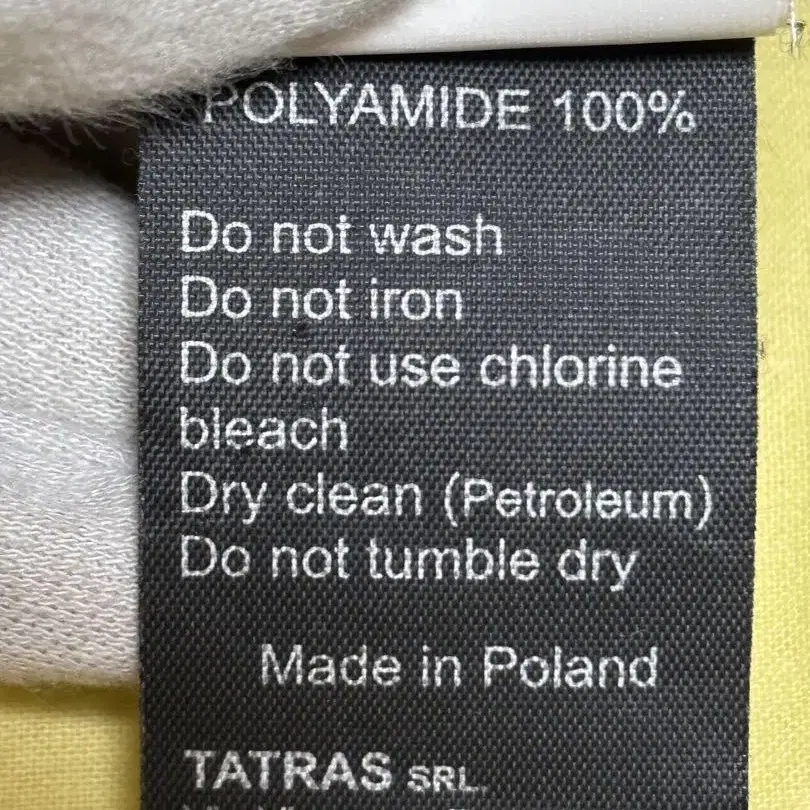 POLYAMIDE 100%
Do not wash
Do not iron
Do not use chlorine
bleach
Dry clean (Petroleum)
Do not tumble dry
Made in Poland
TATRAS SRL.